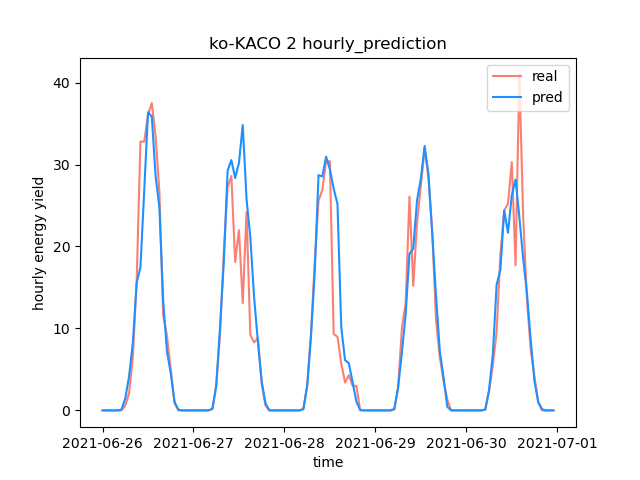 ko-KACO 2 hourly_prediction
real
pred
40
30
20
10
0
hourly energy yield
2021-06-26 2021-06-27 2021-06-28 2021-06-29 2021-06-30 2021-07-01
time